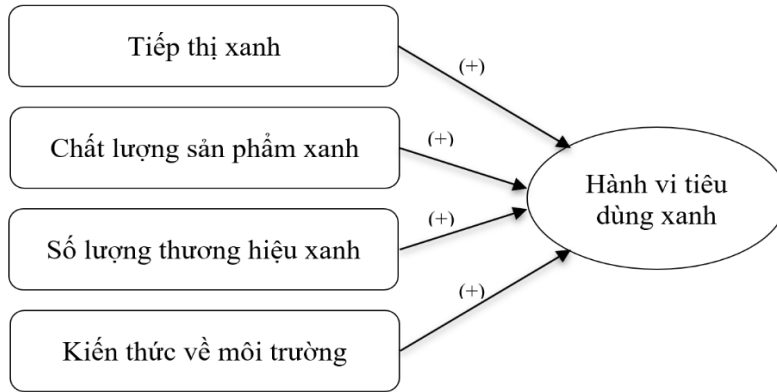 Tiếp thị xanh
(+)
Chất lượng sản phẩm xanh
(+)
Hành vi tiêu
dùng xanh
Số lượng thương hiệu xanh
(+)
Kiến thức về môi trường
(+)